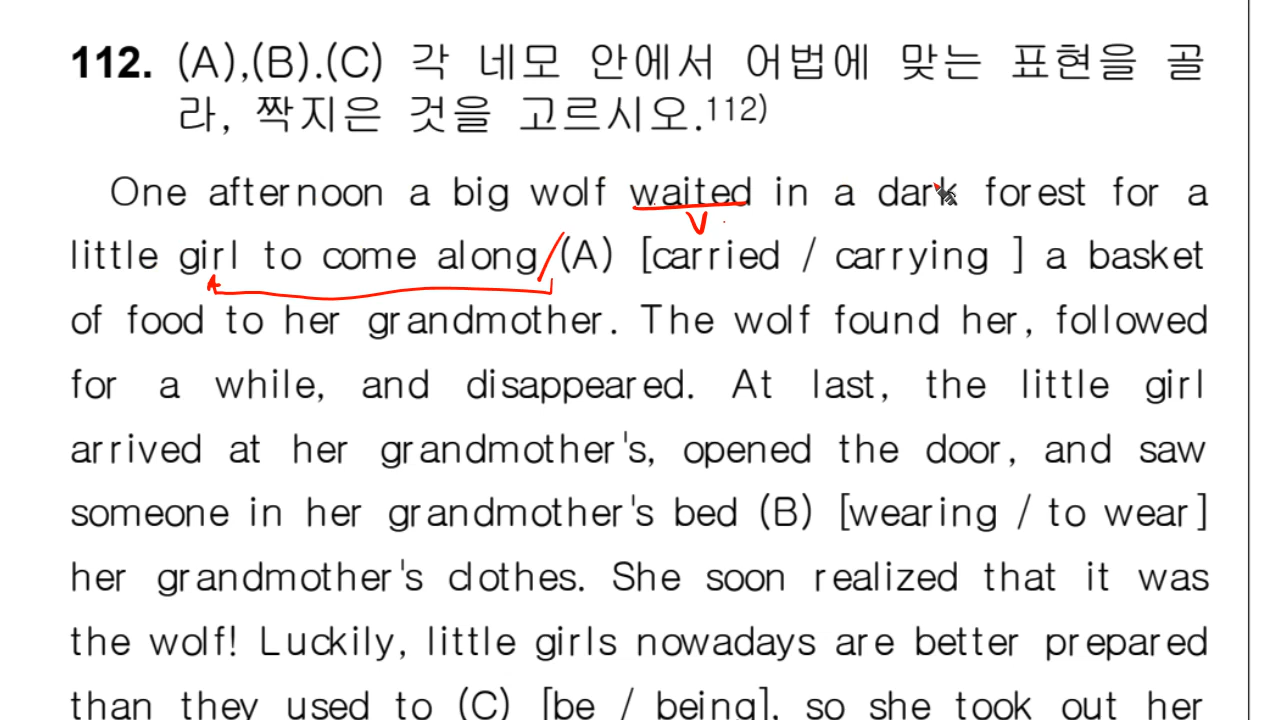 112. (A),(B).(C) 각 네모 안에서 어법에 맞는 표현을 골
라, 짝지은 것을 고르시오.112)
One afternoon a big wolf waited in a dark forest for a
little girl to come along (A) [carried / carrying ] a basket
of food to her grandmother. The wolf found her, followed
for a while, and disappeared. At last, the little girl
arrived at her grandmother's, opened the door, and saw
someone in her grandmother's bed (B) [wearing / to wear]
her grandmother's clothes. She soon realized that it was
the wolf! Luckily, little girls nowadays are better prepared
than they used to (C) [be / being], so she took out her